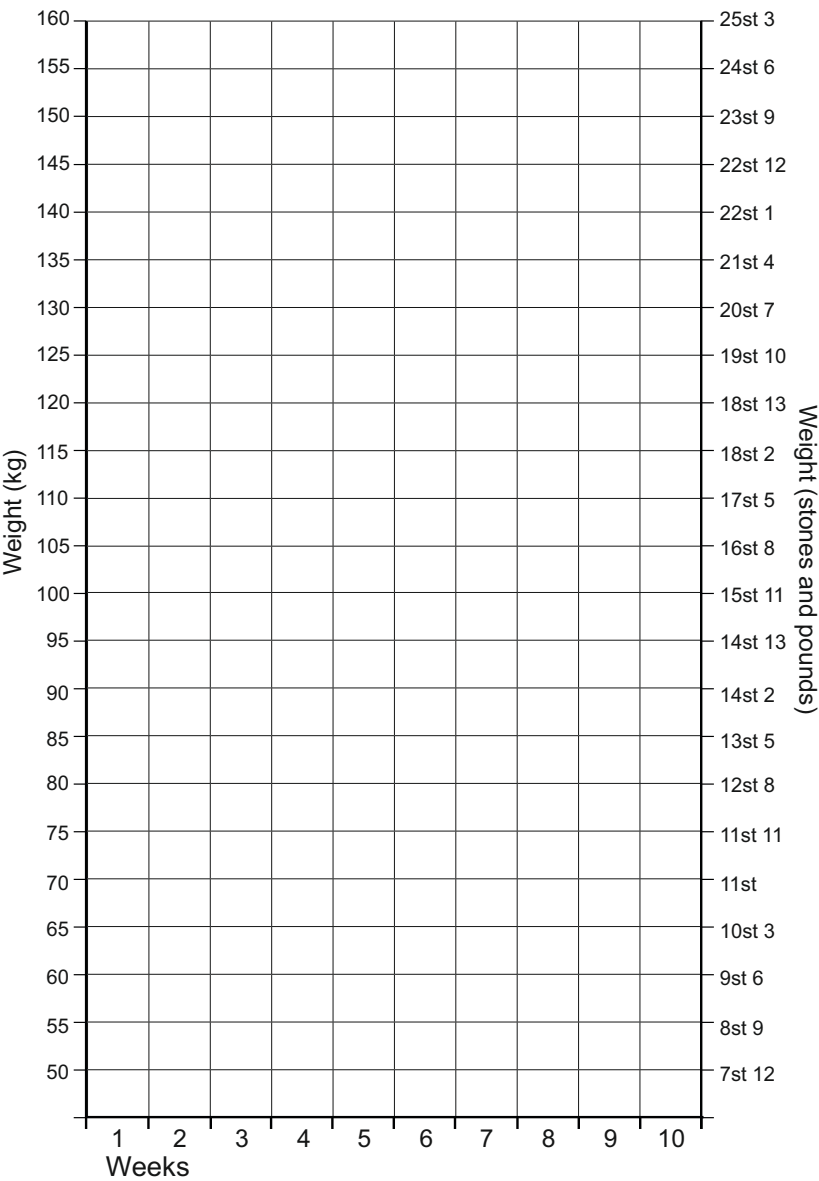 160 25st 3
155 24st 6
150 23st 9
145 22st 12
140 22st 1
135 21st 4
130 20st 7
125 19st 10
120 18st 13
115 18st 2
110 17st 5
105 16st 8
100 15st 11
95 14st 13
90 14st 2
85 13st 5
80 12st 8
75 11st 11
70 11st
65 10st 3
60 9st 6
55 8st 9
50 7st 12
Weight (kg)
Weight (stones and pounds)
1 2 3 4 5 6 7 8 9 10
Weeks